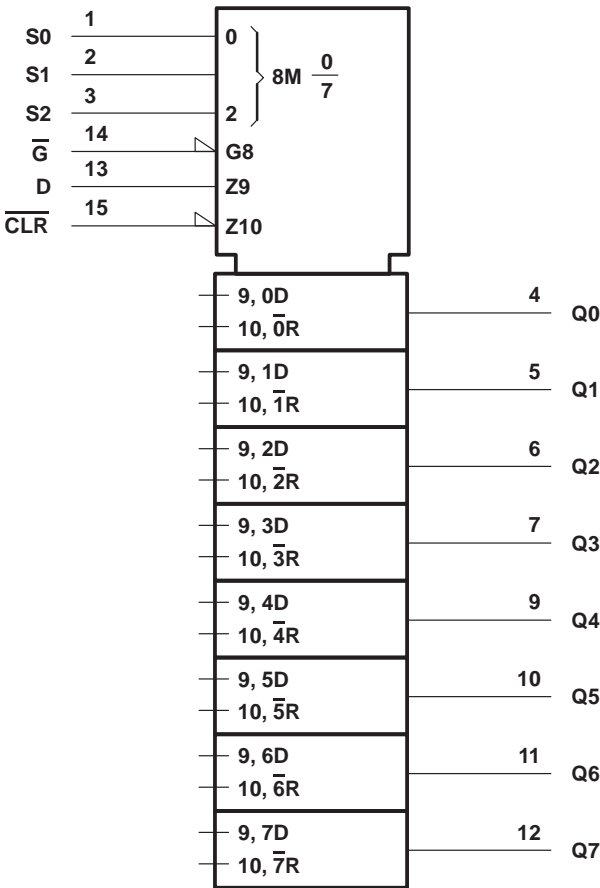 S0 1 0
S1 2
S2 3 2
8M 0/7
G̅ 14 G8
D 13 Z9
C̅L̅R̅ 15 Z10
9, 0D
10, 0̅R
4 Q0
9, 1D
10, 1̅R
5 Q1
9, 2D
10, 2̅R
6 Q2
9, 3D
10, 3̅R
7 Q3
9, 4D
10, 4̅R
9 Q4
9, 5D
10, 5̅R
10 Q5
9, 6D
10, 6̅R
11 Q6
9, 7D
10, 7̅R
12 Q7